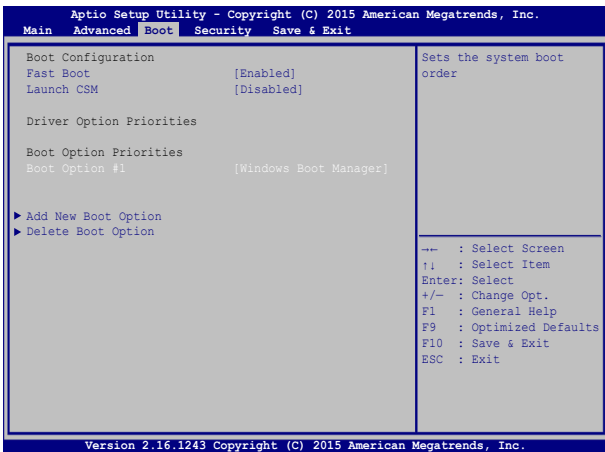 Aptio Setup Utility - Copyright (C) 2015 American Megatrends, Inc.
Main Advanced Boot Security Save & Exit
Boot Configuration
Fast Boot [Enabled]
Launch CSM [Disabled]
Driver Option Priorities
Boot Option Priorities
Boot Option #1 [Windows Boot Manager]
▶ Add New Boot Option
▶ Delete Boot Option
Sets the system boot
order
→← : Select Screen
↑↓ : Select Item
Enter: Select
+/— : Change Opt.
F1 : General Help
F9 : Optimized Defaults
F10 : Save & Exit
ESC : Exit
Version 2.16.1243 Copyright (C) 2015 American Megatrends, Inc.